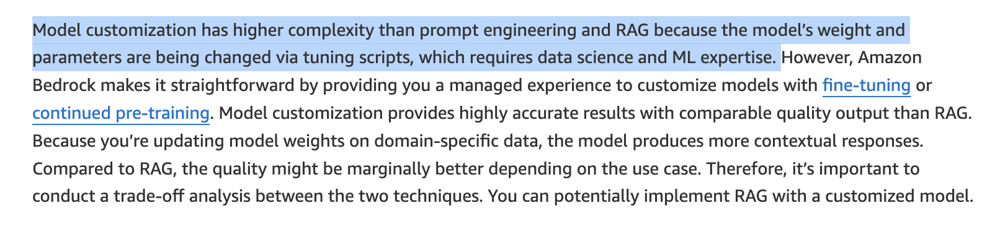 Model customization has higher complexity than prompt engineering and RAG because the model’s weight and
parameters are being changed via tuning scripts, which requires data science and ML expertise. However, Amazon
Bedrock makes it straightforward by providing you a managed experience to customize models with fine-tuning or
continued pre-training. Model customization provides highly accurate results with comparable quality output than RAG.
Because you’re updating model weights on domain-specific data, the model produces more contextual responses.
Compared to RAG, the quality might be marginally better depending on the use case. Therefore, it’s important to
conduct a trade-off analysis between the two techniques. You can potentially implement RAG with a customized model.